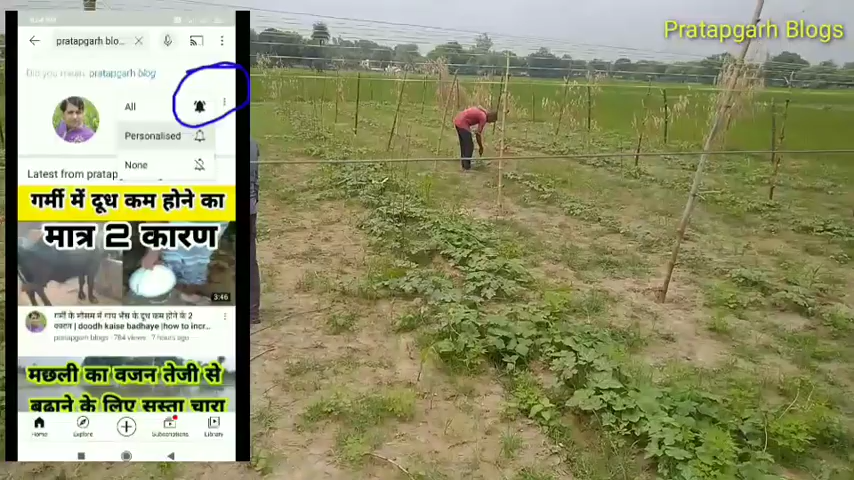 Pratapgarh Blogs
pratapgarh blo...
Did you mean: pratapgarh blog
All
Personalised
None
Latest from pratap
गर्मी में दूध कम होने का
मात्र 2 कारण
3:46
गर्मी के मौसम में गाय भैंस के दूध कम होने के 2
कारण | doodh kaise badhaye |how to incr...
pratapgarh blogs · 784 views · 7 hours ago
मछली का वजन तेजी से
बढ़ाने के लिए सस्ता चारा
Home
Explore
Subscriptions
Library